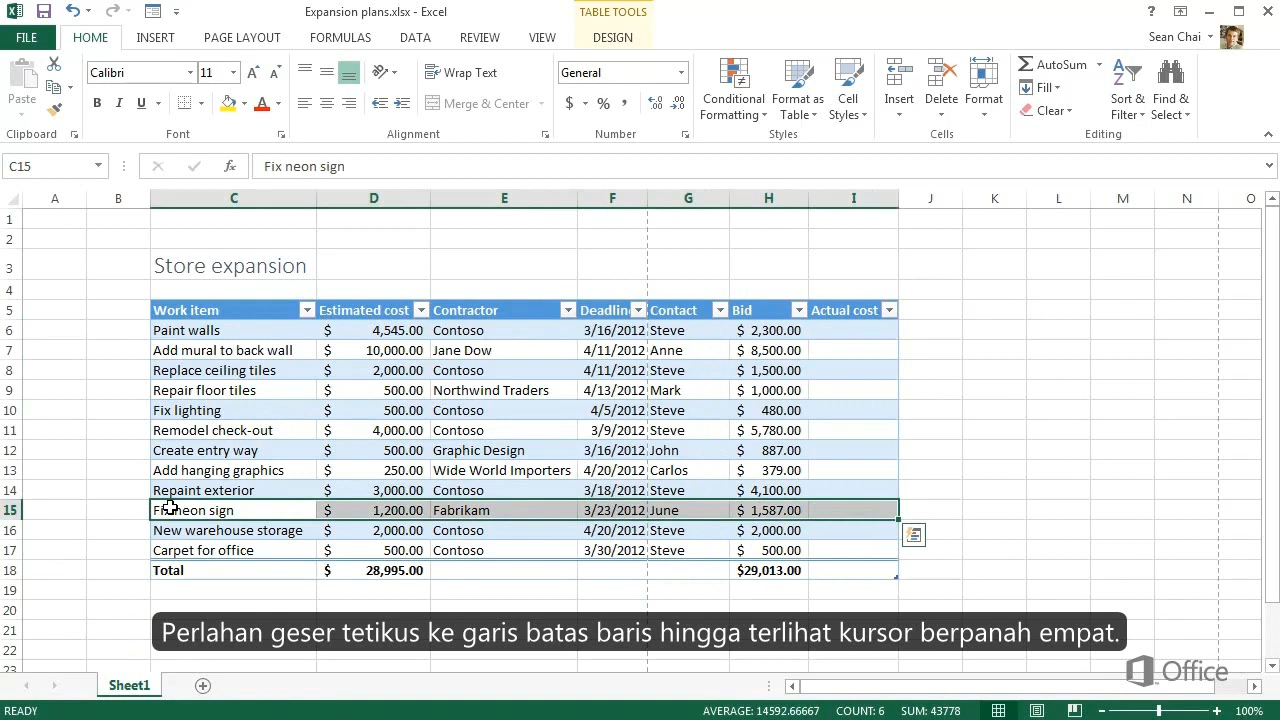 Expansion plans.xlsx - Excel
TABLE TOOLS
?
FILE HOME INSERT PAGE LAYOUT FORMULAS DATA REVIEW VIEW DESIGN
Sean Chai
Paste
Calibri 11
B I U
Wrap Text
Merge & Center
General
$ % ,
Conditional Formatting
Format as Table
Cell Styles
Insert Delete Format
AutoSum
Fill
Clear
Sort & Filter
Find & Select
Clipboard Font Alignment Number Styles Cells Editing
C15 fx Fix neon sign
A B C D E F G H I J K L M N O
1
2
3 Store expansion
4
5 Work item Estimated cost Contractor Deadlin Contact Bid Actual cost
6 Paint walls $ 4,545.00 Contoso 3/16/2012 Steve $ 2,300.00
7 Add mural to back wall $ 10,000.00 Jane Dow 4/11/2012 Anne $ 8,500.00
8 Replace ceiling tiles $ 2,000.00 Contoso 4/11/2012 Steve $ 1,500.00
9 Repair floor tiles $ 500.00 Northwind Traders 4/13/2012 Mark $ 1,000.00
10 Fix lighting $ 500.00 Contoso 4/5/2012 Steve $ 480.00
11 Remodel check-out $ 4,000.00 Contoso 3/9/2012 Steve $ 5,780.00
12 Create entry way $ 500.00 Graphic Design 3/16/2012 John $ 887.00
13 Add hanging graphics $ 250.00 Wide World Importers 4/20/2012 Carlos $ 379.00
14 Repaint exterior $ 3,000.00 Contoso 3/18/2012 Steve $ 4,100.00
15 Fix neon sign $ 1,200.00 Fabrikam 3/23/2012 June $ 1,587.00
16 New warehouse storage $ 2,000.00 Contoso 4/20/2012 Steve $ 2,000.00
17 Carpet for office $ 500.00 Contoso 3/30/2012 Steve $ 500.00
18 Total $ 28,995.00 $29,013.00
19
20
21
22
23
Perlahan geser tetikus ke garis batas baris hingga terlihat kursor berpanah empat.
Office
Sheet1
READY AVERAGE: 14592.66667 COUNT: 6 SUM: 43778 100%